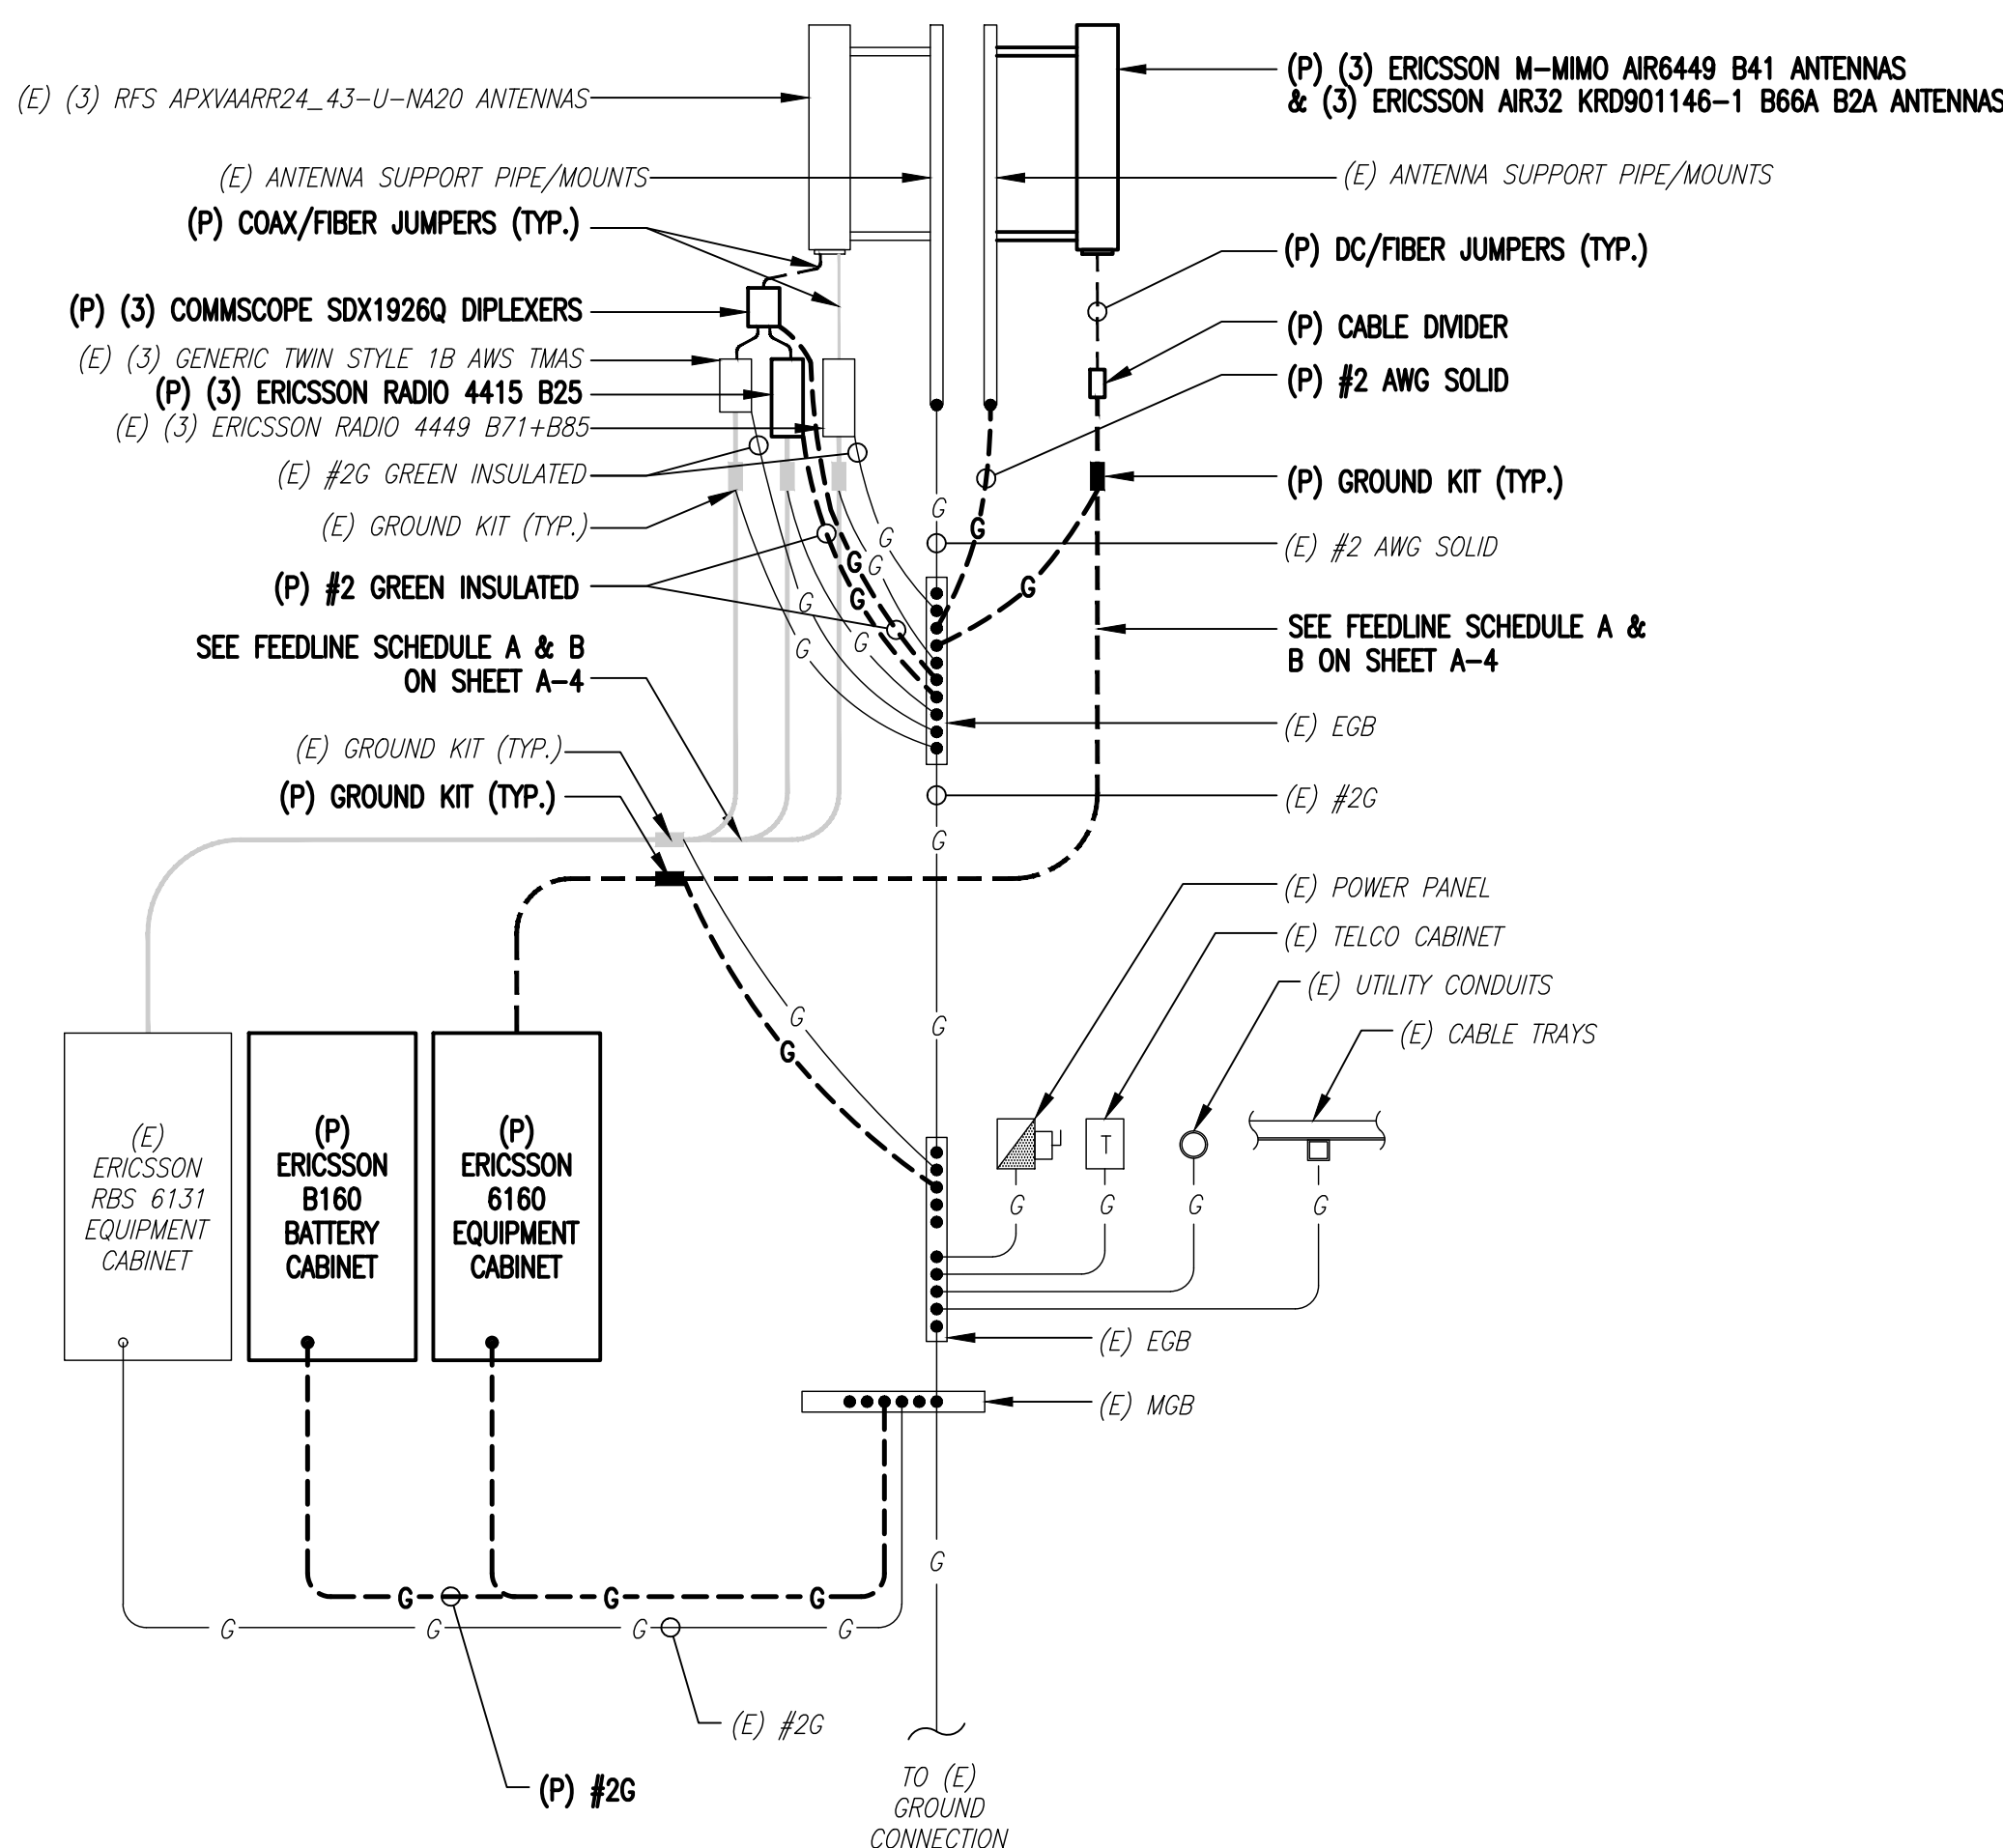 (P) (3) ERICSSON M-MIMO AIR6449 B41 ANTENNAS
& (3) ERICSSON AIR32 KRD901146-1 B66A B2A ANTENNAS
(E) (3) RFS APXVAARR24_43-U-NA20 ANTENNAS
(E) ANTENNA SUPPORT PIPE/MOUNTS
(E) ANTENNA SUPPORT PIPE/MOUNTS
(P) COAX/FIBER JUMPERS (TYP.)
(P) DC/FIBER JUMPERS (TYP.)
(P) (3) COMMSCOPE SDX1926Q DIPLEXERS
(P) CABLE DIVIDER
(E) (3) GENERIC TWIN STYLE 1B AWS TMAS
(P) #2 AWG SOLID
(P) (3) ERICSSON RADIO 4415 B25
(E) (3) ERICSSON RADIO 4449 B71+B85
(E) #2G GREEN INSULATED
(P) GROUND KIT (TYP.)
(E) GROUND KIT (TYP.)
G
G
G
(E) #2 AWG SOLID
G
G
(P) #2 GREEN INSULATED
G
G
G
G
G
SEE FEEDLINE SCHEDULE A &
B ON SHEET A-4
SEE FEEDLINE SCHEDULE A & B
ON SHEET A-4
(E) EGB
(E) GROUND KIT (TYP.)
(P) GROUND KIT (TYP.)
(E) #2G
G
(E) POWER PANEL
(E) TELCO CABINET
(E) UTILITY CONDUITS
(E) CABLE TRAYS
G
G
G
T
(E)
ERICSSON
RBS 6131
EQUIPMENT
CABINET
(P)
ERICSSON
B160
BATTERY
CABINET
(P)
ERICSSON
6160
EQUIPMENT
CABINET
G
G
G
G
(E) EGB
(E) MGB
G
G
G
G
G
G
G
G
(E) #2G
(P) #2G
TO (E)
GROUND
CONNECTION